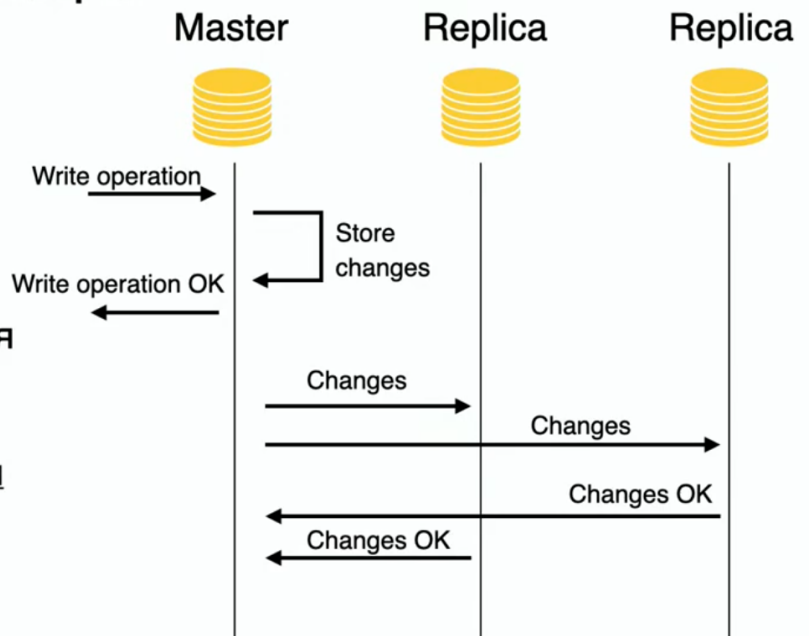 Master
Replica
Replica
Write operation
Store
changes
Write operation OK
я
Changes
Changes
Changes OK
Changes OK